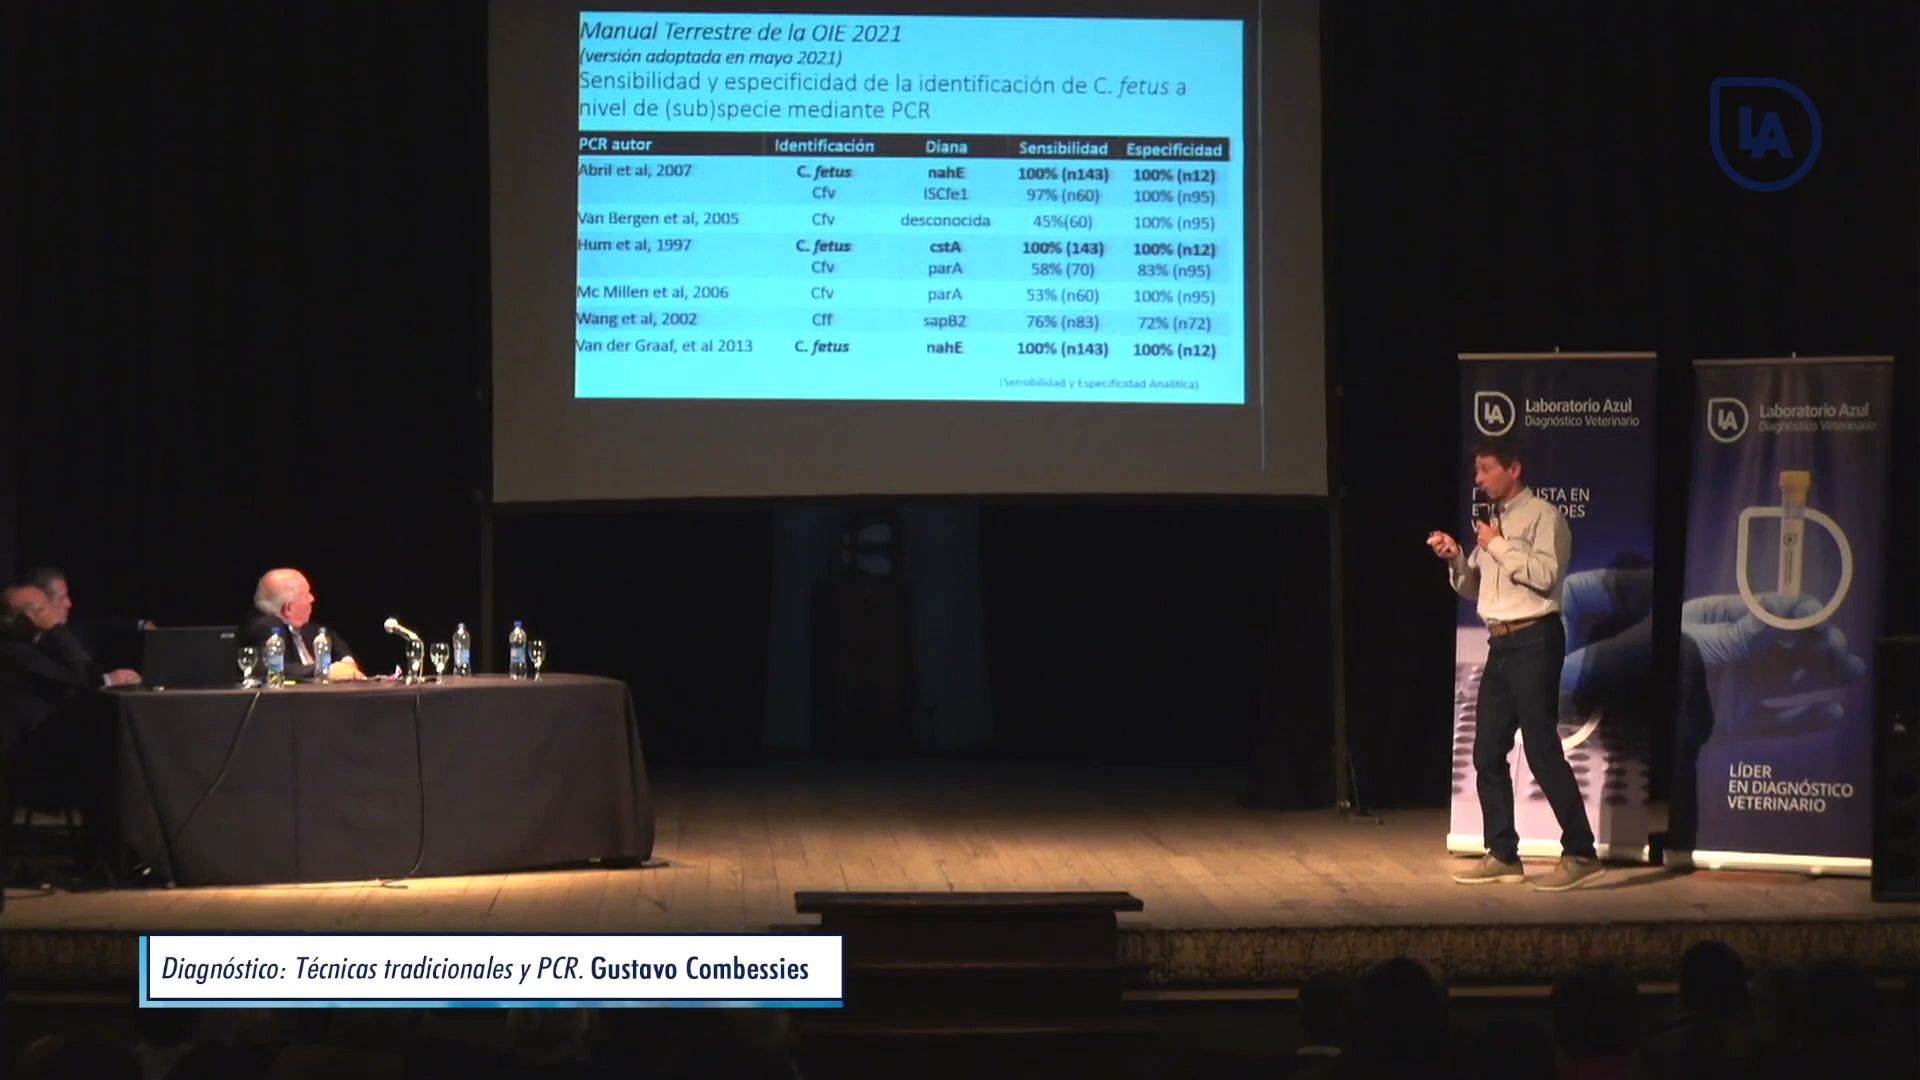 Manual Terrestre de la OIE 2021
(versión adoptada en mayo 2021)
Sensibilidad y especificidad de la identificación de C. fetus a
nivel de (sub)specie mediante PCR
PCR autor Identificación Diana Sensibilidad Especificidad
Abril et al, 2007 C. fetus nahE 100% (n143) 100% (n12)
Cfv ISCfe1 97% (n60) 100% (n95)
Van Bergen et al, 2005 Cfv desconocida 45%(60) 100% (n95)
Hum et al, 1997 C. fetus cstA 100% (143) 100% (n12)
Cfv parA 58% (70) 83% (n95)
Mc Millen et al, 2006 Cfv parA 53% (n60) 100% (n95)
Wang et al, 2002 Cff sapB2 76% (n83) 72% (n72)
Van der Graaf, et al 2013 C. fetus nahE 100% (n143) 100% (n12)
(Sensibilidad y Especificidad Analítica)
LA
LA Laboratorio Azul
Diagnóstico Veterinario
ISTA EN
DES
LA Laboratorio Azul
Diagnóstico Veterinario
LÍDER
EN DIAGNÓSTICO
VETERINARIO
Diagnóstico: Técnicas tradicionales y PCR. Gustavo Combessies